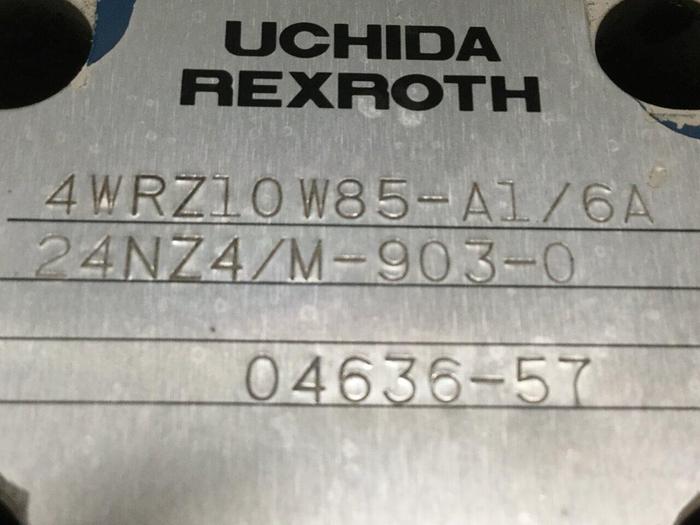 UCHIDA
REXROTH
4WRZ10W85-A1/6A
24NZ4/M-903-0
04636-57